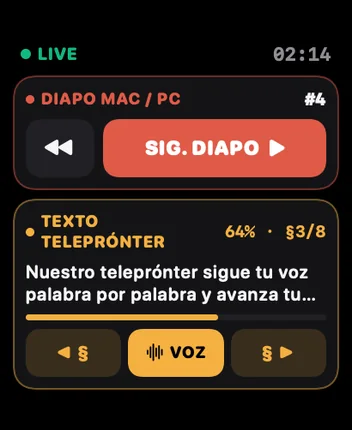 LIVE 02:14
DIAPO MAC / PC #4
SIG. DIAPO
TEXTO
TELEPRÓNTER 64% · §3/8
Nuestro teleprónter sigue tu voz
palabra por palabra y avanza tu...
§ VOZ §